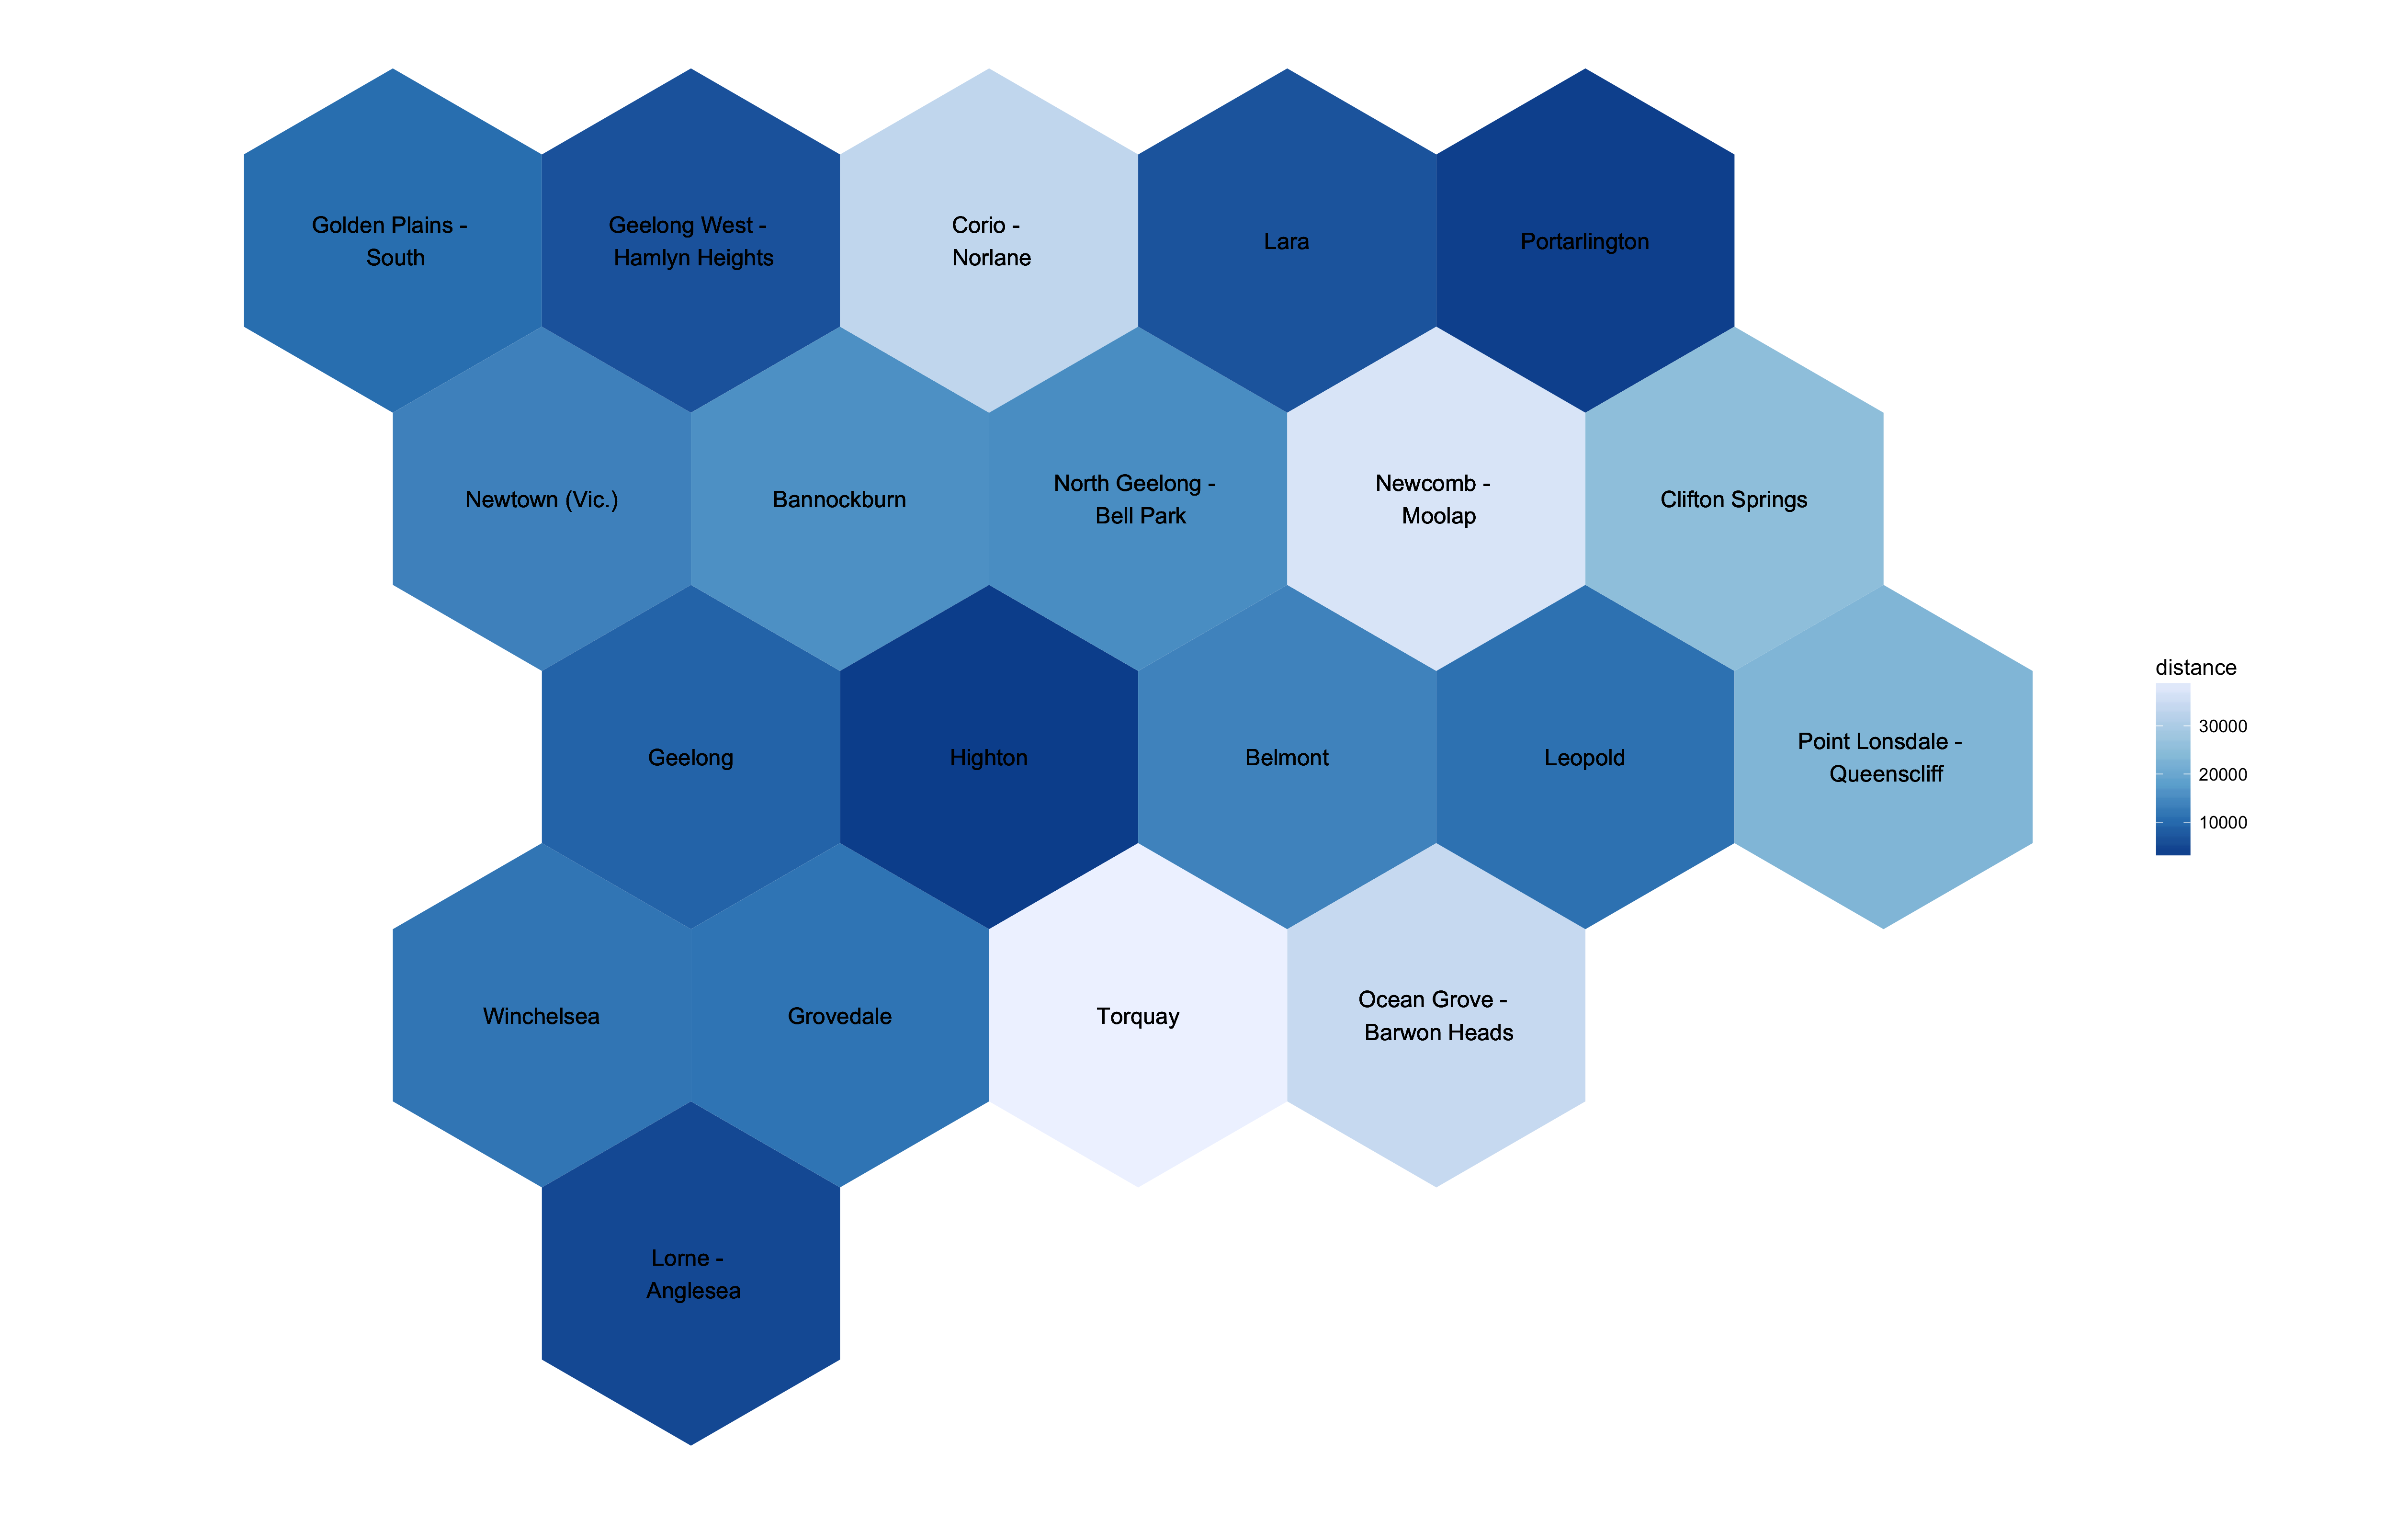 Golden Plains -
South
Geelong West -
Hamlyn Heights
Corio -
Norlane
Lara
Portarlington
Newtown (Vic.)
Bannockburn
North Geelong -
Bell Park
Newcomb -
Moolap
Clifton Springs
Geelong
Highton
Belmont
Leopold
Point Lonsdale -
Queenscliff
distance
30000
20000
10000
Winchelsea
Grovedale
Torquay
Ocean Grove -
Barwon Heads
Lorne -
Anglesea